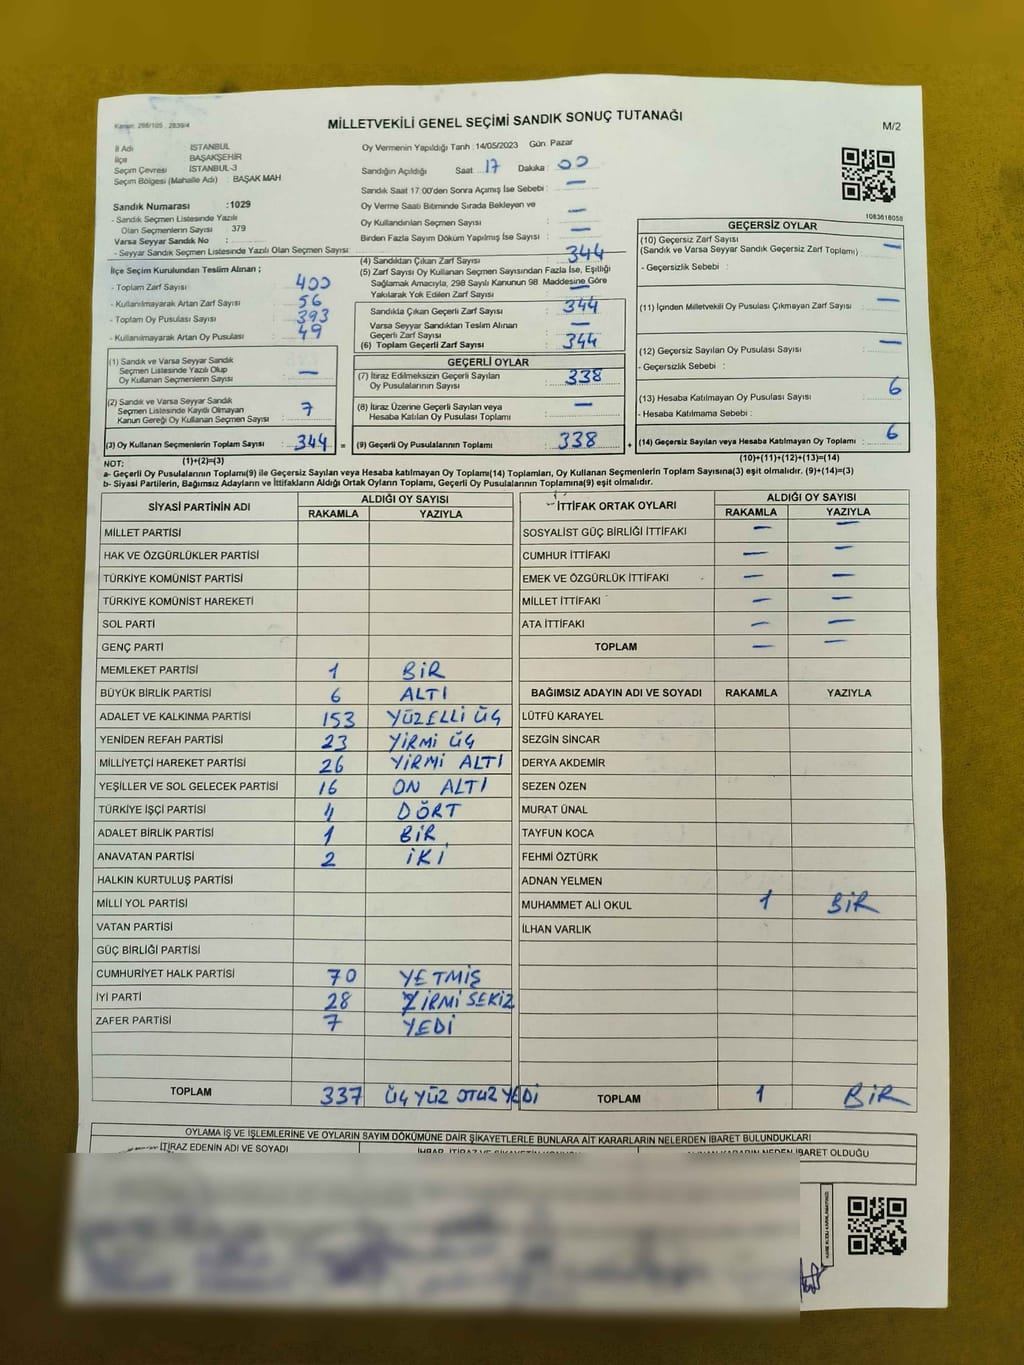 Kanun: 298/105 , 2839/4
MİLLETVEKİLİ GENEL SEÇİMİ SANDIK SONUÇ TUTANAĞI
M/2
İl Adı İSTANBUL
İlçe BAŞAKŞEHİR
Seçim Çevresi İSTANBUL-3
Seçim Bölgesi (Mahalle Adı) : BAŞAK MAH
Sandık Numarası :1029
- Sandık Seçmen Listesinde Yazılı
Olan Seçmenlerin Sayısı : 379
Varsa Seyyar Sandık No :
- Seyyar Sandık Seçmen Listesinde Yazılı Olan Seçmen Sayısı
İlçe Seçim Kurulundan Teslim Alınan ;
- Toplam Zarf Sayısı : 400
- Kullanılmayarak Artan Zarf Sayısı : 56
- Toplam Oy Pusulası Sayısı : 393
- Kullanılmayarak Artan Oy Pusulası : 49
(1) Sandık ve Varsa Seyyar Sandık
Seçmen Listesinde Yazılı Olup
Oy Kullanan Seçmenlerin Sayısı : —
(2) Sandık ve Varsa Seyyar Sandık
Seçmen Listesinde Kaydı Olmayan
Kanun Gereği Oy Kullanan Seçmen Sayısı : 7
(3) Oy Kullanan Seçmenlerin Toplam Sayısı : 344 =
(1)+(2)=(3)
Oy Vermenin Yapıldığı Tarih :14/05/2023 Gün: Pazar
Sandığın Açıldığı Saat : 17 Dakika : 00
Sandık Saat 17:00'den Sonra Açımış İse Sebebi : —
Oy Verme Saati Bitiminde Sırada Bekleyen ve
Oy Kullandırılan Seçmen Sayısı : —
Birden Fazla Sayım Döküm Yapılmış İse Sayısı : —
(4) Sandıktan Çıkan Zarf Sayısı : 344
(5) Zarf Sayısı Oy Kullanan Seçmen Sayısından Fazla İse, Eşitliği
Sağlamak Amacıyla, 298 Sayılı Kanunun 98. Maddesine Göre
Yakılarak Yok Edilen Zarf Sayısı : —
Sandıkta Çıkan Geçerli Zarf Sayısı : 344
Varsa Seyyar Sandıktan Teslim Alınan
Geçerli Zarf Sayısı : —
(6) Toplam Geçerli Zarf Sayısı : 344
GEÇERLİ OYLAR
(7) İtiraz Edilmeksizin Geçerli Sayılan
Oy Pusulalarının Sayısı : 338
(8) İtiraz Üzerine Geçerli Sayılan veya
Hesaba Katılan Oy Pusulası Toplamı : —
(9) Geçerli Oy Pusulalarının Toplamı : 338 +
1083618058
GEÇERSİZ OYLAR
(10) Geçersiz Zarf Sayısı
(Sandık ve Varsa Seyyar Sandık Geçersiz Zarf Toplamı) : —
- Geçersizlik Sebebi :
(11) İçinden Milletvekili Oy Pusulası Çıkmayan Zarf Sayısı : —
(12) Geçersiz Sayılan Oy Pusulası Sayısı : —
- Geçersizlik Sebebi :
(13) Hesaba Katılmayan Oy Pusulası Sayısı : 6
- Hesaba Katılmama Sebebi :
(14) Geçersiz Sayılan veya Hesaba Katılmayan Oy Toplamı : 6
(10)+(11)+(12)+(13)=(14)
NOT:
a- Geçerli Oy Pusulalarının Toplamı(9) ile Geçersiz Sayılan veya Hesaba katılmayan Oy Toplamı(14) Toplamları, Oy Kullanan Seçmenlerin Toplam Sayısına(3) eşit olmalıdır. (9)+(14)=(3)
b- Siyasi Partilerin, Bağımsız Adayların ve İttifakların Aldığı Ortak Oyların Toplamı, Geçerli Oy Pusulalarının Toplamına(9) eşit olmalıdır.
SİYASİ PARTİNİN ADI ALDIĞI OY SAYISI
RAKAMLA YAZIYLA
MİLLET PARTİSİ
HAK VE ÖZGÜRLÜKLER PARTİSİ
TÜRKİYE KOMÜNİST PARTİSİ
TÜRKİYE KOMÜNİST HAREKETİ
SOL PARTİ
GENÇ PARTİ
MEMLEKET PARTİSİ 1 BİR
BÜYÜK BİRLİK PARTİSİ 6 ALTI
ADALET VE KALKINMA PARTİSİ 153 YÜZELLİ ÜÇ
YENİDEN REFAH PARTİSİ 23 YİRMİ ÜÇ
MİLLİYETÇİ HAREKET PARTİSİ 26 YİRMİ ALTI
YEŞİLLER VE SOL GELECEK PARTİSİ 16 ON ALTI
TÜRKİYE İŞÇİ PARTİSİ 4 DÖRT
ADALET BİRLİK PARTİSİ 1 BİR
ANAVATAN PARTİSİ 2 İKİ
HALKIN KURTULUŞ PARTİSİ
MİLLİ YOL PARTİSİ
VATAN PARTİSİ
GÜÇ BİRLİĞİ PARTİSİ
CUMHURİYET HALK PARTİSİ 70 YETMİŞ
İYİ PARTİ 28 YİRMİ SEKİZ
ZAFER PARTİSİ 7 YEDİ
TOPLAM 337 ÜÇ YÜZ OTUZ YEDİ
İTTİFAK ORTAK OYLARI ALDIĞI OY SAYISI
RAKAMLA YAZIYLA
SOSYALİST GÜÇ BİRLİĞİ İTTİFAKI — —
CUMHUR İTTİFAKI — —
EMEK VE ÖZGÜRLÜK İTTİFAKI — —
MİLLET İTTİFAKI — —
ATA İTTİFAKI — —
TOPLAM — —
BAĞIMSIZ ADAYIN ADI VE SOYADI RAKAMLA YAZIYLA
LÜTFÜ KARAYEL
SEZGİN SİNCAR
DERYA AKDEMİR
SEZEN ÖZEN
MURAT ÜNAL
TAYFUN KOCA
FEHMİ ÖZTÜRK
ADNAN YELMEN
MUHAMMET ALİ OKUL 1 BİR
İLHAN VARLIK
TOPLAM 1 BİR
OYLAMA İŞ VE İŞLEMLERİNE VE OYLARIN SAYIM DÖKÜMÜNE DAİR ŞİKAYETLERLE BUNLARA AİT KARARLARIN NELERDEN İBARET BULUNDUKLARI
İTİRAZ EDENİN ADI VE SOYADI
İBARET OLDUĞU